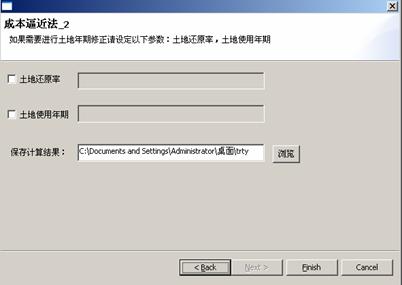 成本逼近法_2
如果需要进行土地年期修正请设定以下参数：土地还原率，土地使用年期
土地还原率
土地使用年期
保存计算结果： C:\Documents and Settings\Administrator\桌面\trty 浏览
< Back Next > Finish Cancel